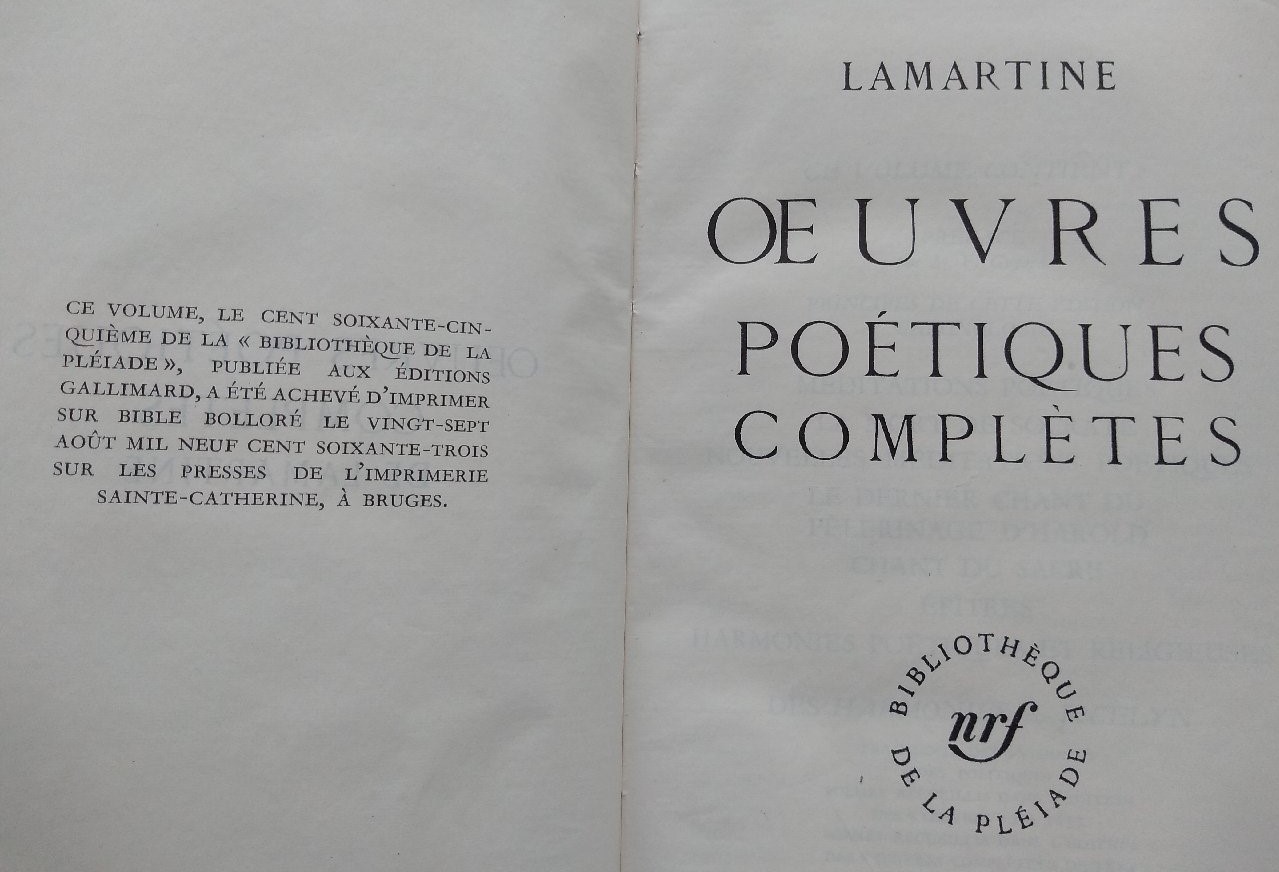 CE VOLUME, LE CENT SOIXANTE-CIN-
QUIÈME DE LA « BIBLIOTHÈQUE DE LA
PLÉIADE », PUBLIÉE AUX ÉDITIONS
GALLIMARD, A ÉTÉ ACHEVÉ D'IMPRIMER
SUR BIBLE BOLLORÉ LE VINGT-SEPT
AOÛT MIL NEUF CENT SOIXANTE-TROIS
SUR LES PRESSES DE L'IMPRIMERIE
SAINTE-CATHERINE, À BRUGES.
LAMARTINE
ŒUVRES
POÉTIQUES
COMPLÈTES
BIBLIOTHÈQUE
nrf
DE LA PLÉIADE